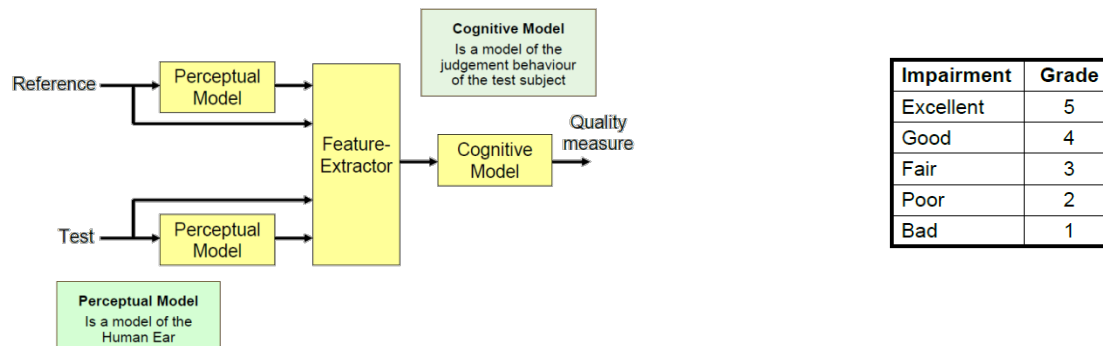 Cognitive Model
Is a model of the
judgement behaviour
of the test subject
Reference
Perceptual
Model
Feature-
Extractor
Cognitive
Model
Quality
measure
Test
Perceptual
Model
Perceptual Model
Is a model of the
Human Ear
Impairment Grade
Excellent 5
Good 4
Fair 3
Poor 2
Bad 1